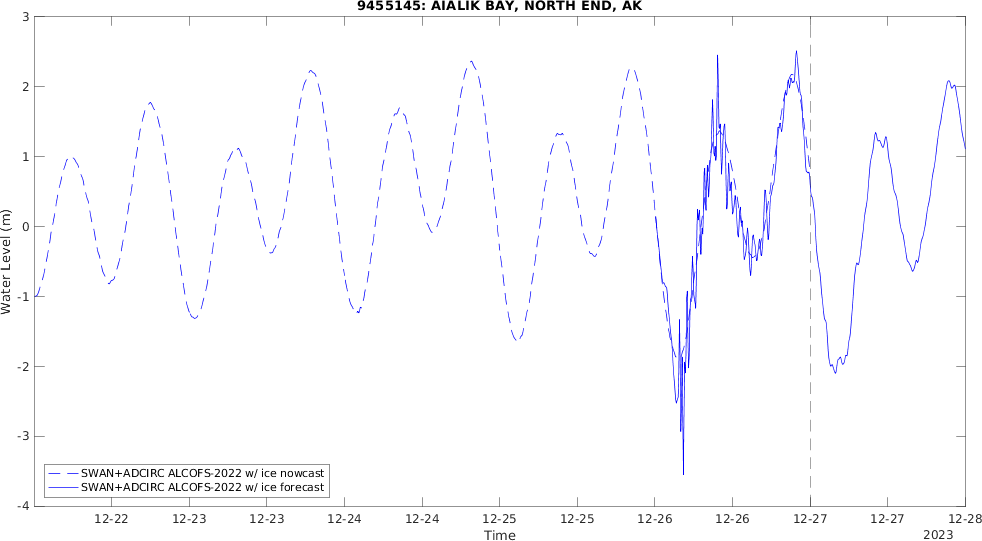 9455145: AIALIK BAY, NORTH END, AK
3
2
1
0
-1
-2
-3
-4
Water Level (m)
SWAN+ADCIRC ALCOFS-2022 w/ ice nowcast
SWAN+ADCIRC ALCOFS-2022 w/ ice forecast
12-22 12-23 12-23 12-24 12-24 12-25 12-25 12-26 12-26 12-27 12-27 12-28
Time
2023